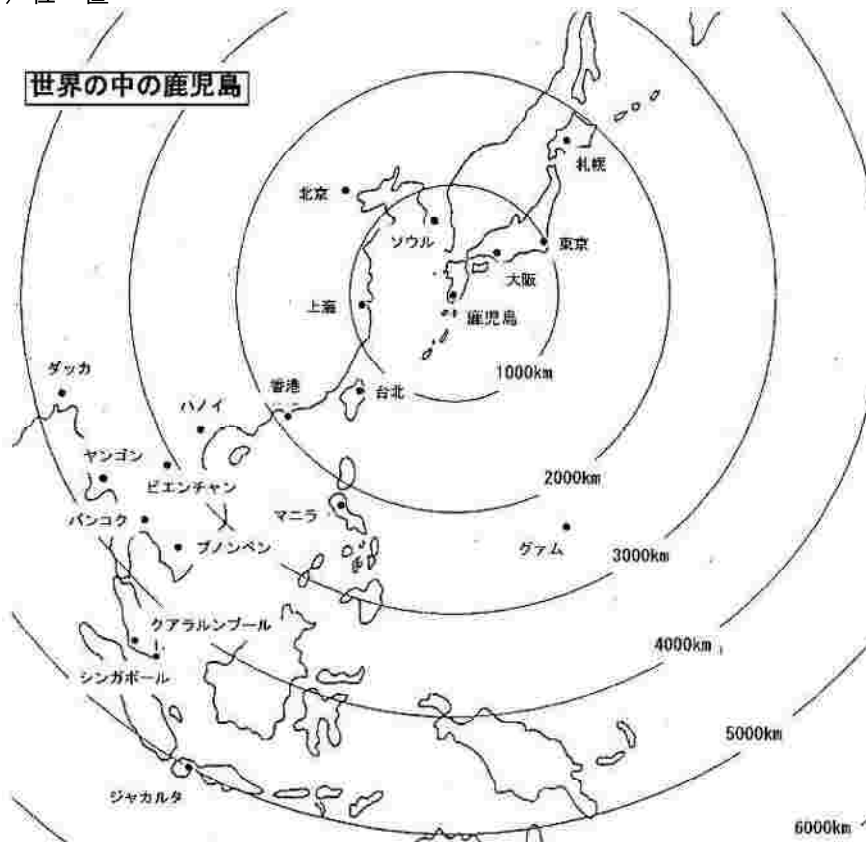 世界の中の鹿児島
札幌
北京
ソウル
東京
大阪
上海
鹿児島
1000km
ダッカ
香港
台北
ハノイ
ヤンゴン
ビエンチャン
2000km
マニラ
バンコク
プノンペン
グァム
3000km
クアラルンプール
4000km
シンガポール
5000km
ジャカルタ
6000km